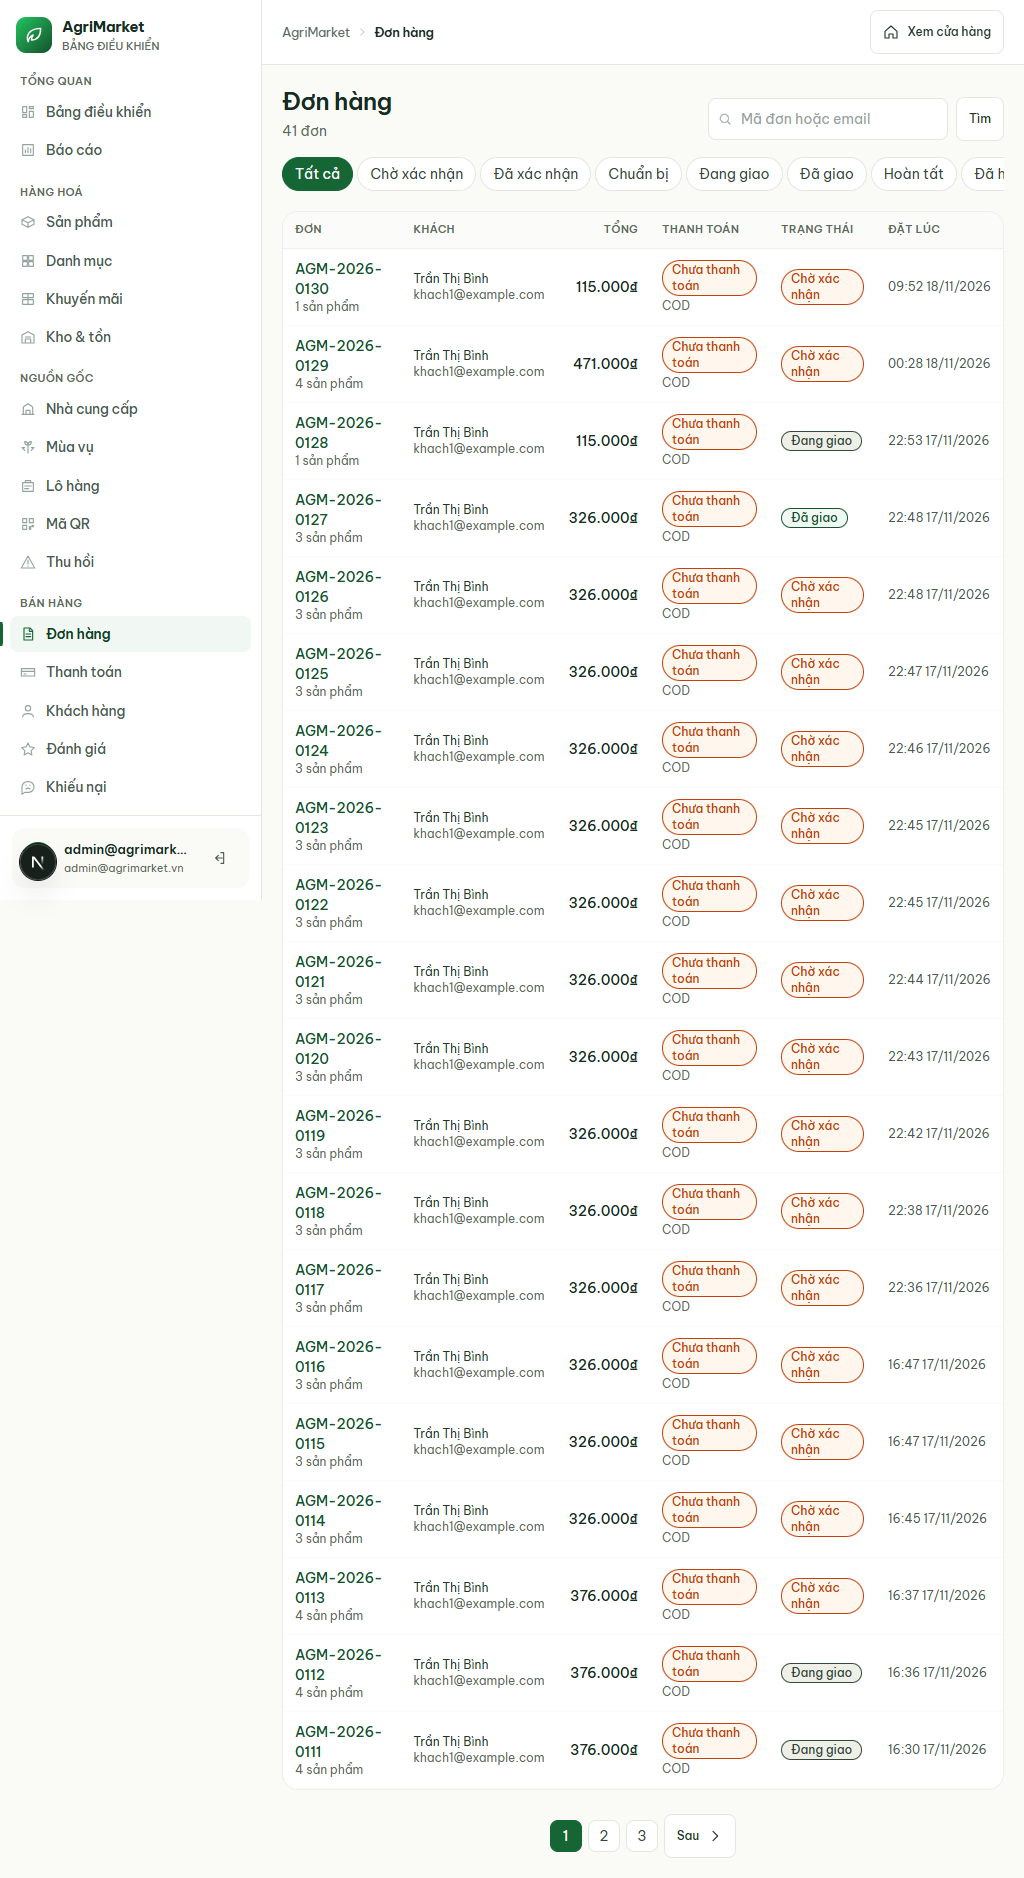 AgriMarket
BẢNG ĐIỀU KHIỂN
TỔNG QUAN
Bảng điều khiển
Báo cáo
HÀNG HOÁ
Sản phẩm
Danh mục
Khuyến mãi
Kho & tồn
NGUỒN GỐC
Nhà cung cấp
Mùa vụ
Lô hàng
Mã QR
Thu hồi
BÁN HÀNG
Đơn hàng
Thanh toán
Khách hàng
Đánh giá
Khiếu nại
N
admin@agrimark...
admin@agrimarket.vn
AgriMarket > Đơn hàng
Xem cửa hàng
Đơn hàng
41 đơn
Mã đơn hoặc email
Tìm
Tất cả Chờ xác nhận Đã xác nhận Chuẩn bị Đang giao Đã giao Hoàn tất Đã h
ĐƠN KHÁCH TỔNG THANH TOÁN TRẠNG THÁI ĐẶT LÚC
AGM-2026-
0130
1 sản phẩm
Trần Thị Bình
khach1@example.com
115.000₫
Chưa thanh
toán
COD
Chờ xác
nhận
09:52 18/11/2026
AGM-2026-
0129
4 sản phẩm
Trần Thị Bình
khach1@example.com
471.000₫
Chưa thanh
toán
COD
Chờ xác
nhận
00:28 18/11/2026
AGM-2026-
0128
1 sản phẩm
Trần Thị Bình
khach1@example.com
115.000₫
Chưa thanh
toán
COD
Đang giao
22:53 17/11/2026
AGM-2026-
0127
3 sản phẩm
Trần Thị Bình
khach1@example.com
326.000₫
Chưa thanh
toán
COD
Đã giao
22:48 17/11/2026
AGM-2026-
0126
3 sản phẩm
Trần Thị Bình
khach1@example.com
326.000₫
Chưa thanh
toán
COD
Chờ xác
nhận
22:48 17/11/2026
AGM-2026-
0125
3 sản phẩm
Trần Thị Bình
khach1@example.com
326.000₫
Chưa thanh
toán
COD
Chờ xác
nhận
22:47 17/11/2026
AGM-2026-
0124
3 sản phẩm
Trần Thị Bình
khach1@example.com
326.000₫
Chưa thanh
toán
COD
Chờ xác
nhận
22:46 17/11/2026
AGM-2026-
0123
3 sản phẩm
Trần Thị Bình
khach1@example.com
326.000₫
Chưa thanh
toán
COD
Chờ xác
nhận
22:45 17/11/2026
AGM-2026-
0122
3 sản phẩm
Trần Thị Bình
khach1@example.com
326.000₫
Chưa thanh
toán
COD
Chờ xác
nhận
22:45 17/11/2026
AGM-2026-
0121
3 sản phẩm
Trần Thị Bình
khach1@example.com
326.000₫
Chưa thanh
toán
COD
Chờ xác
nhận
22:44 17/11/2026
AGM-2026-
0120
3 sản phẩm
Trần Thị Bình
khach1@example.com
326.000₫
Chưa thanh
toán
COD
Chờ xác
nhận
22:43 17/11/2026
AGM-2026-
0119
3 sản phẩm
Trần Thị Bình
khach1@example.com
326.000₫
Chưa thanh
toán
COD
Chờ xác
nhận
22:42 17/11/2026
AGM-2026-
0118
3 sản phẩm
Trần Thị Bình
khach1@example.com
326.000₫
Chưa thanh
toán
COD
Chờ xác
nhận
22:38 17/11/2026
AGM-2026-
0117
3 sản phẩm
Trần Thị Bình
khach1@example.com
326.000₫
Chưa thanh
toán
COD
Chờ xác
nhận
22:36 17/11/2026
AGM-2026-
0116
3 sản phẩm
Trần Thị Bình
khach1@example.com
326.000₫
Chưa thanh
toán
COD
Chờ xác
nhận
16:47 17/11/2026
AGM-2026-
0115
3 sản phẩm
Trần Thị Bình
khach1@example.com
326.000₫
Chưa thanh
toán
COD
Chờ xác
nhận
16:47 17/11/2026
AGM-2026-
0114
3 sản phẩm
Trần Thị Bình
khach1@example.com
326.000₫
Chưa thanh
toán
COD
Chờ xác
nhận
16:45 17/11/2026
AGM-2026-
0113
4 sản phẩm
Trần Thị Bình
khach1@example.com
376.000₫
Chưa thanh
toán
COD
Chờ xác
nhận
16:37 17/11/2026
AGM-2026-
0112
4 sản phẩm
Trần Thị Bình
khach1@example.com
376.000₫
Chưa thanh
toán
COD
Đang giao
16:36 17/11/2026
AGM-2026-
0111
4 sản phẩm
Trần Thị Bình
khach1@example.com
376.000₫
Chưa thanh
toán
COD
Đang giao
16:30 17/11/2026
1 2 3 Sau